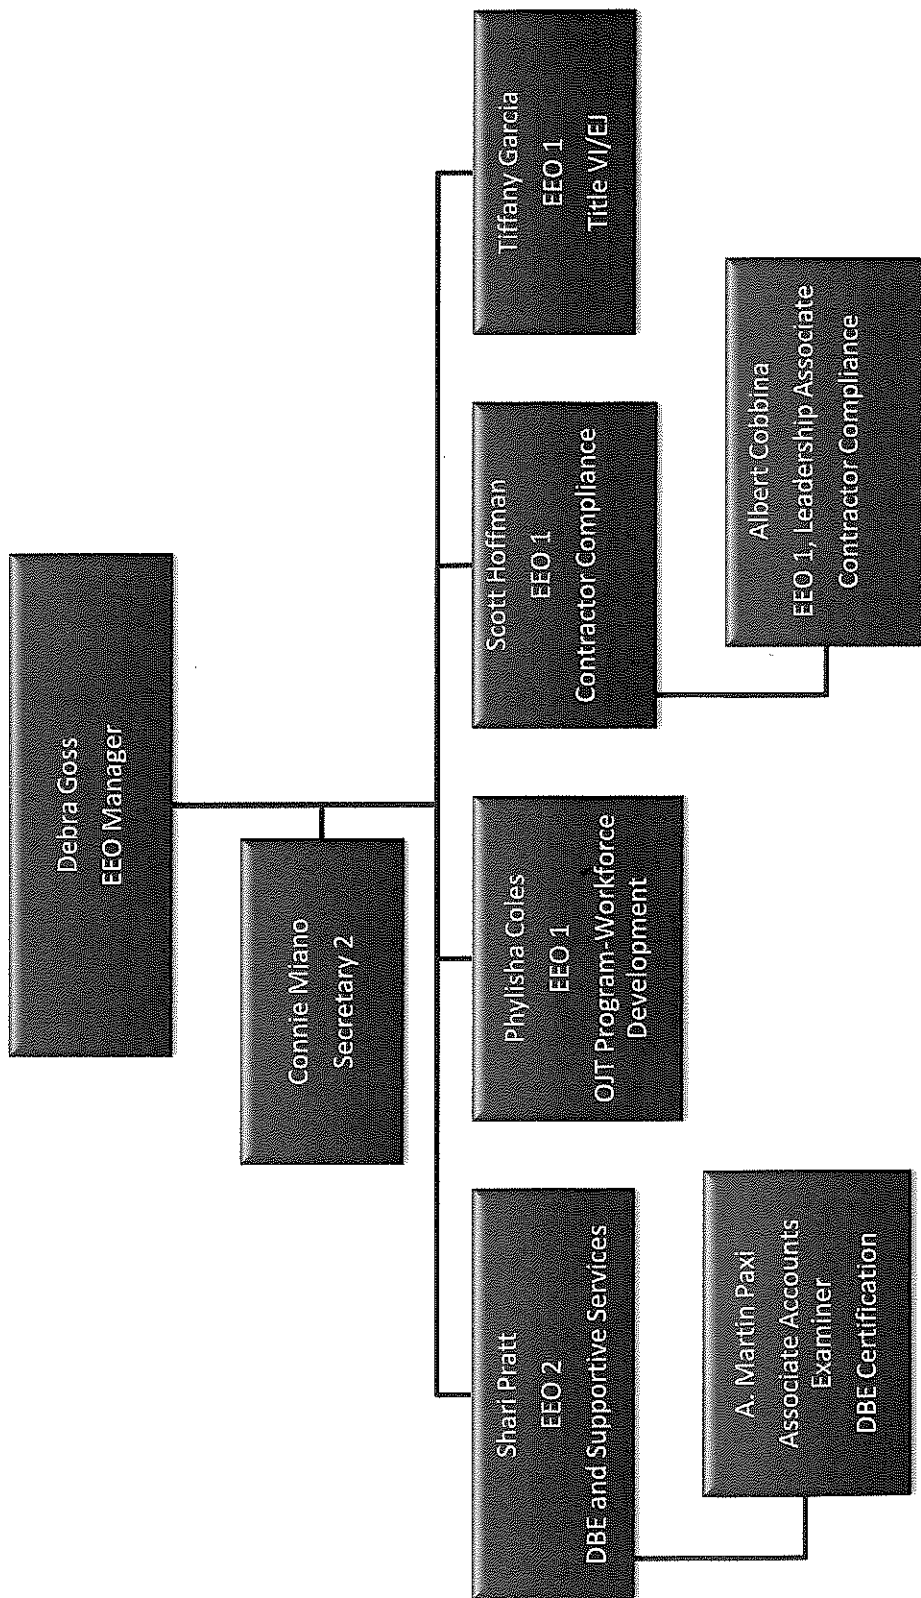 Debra Goss
EEO Manager
Connie Miano
Secretary 2
Shari Pratt
EEO 2
DBE and Supportive Services
Phylisha Coles
EEO 1
OJT Program-Workforce
Development
Scott Hoffman
EEO 1
Contractor Compliance
Tiffany Garcia
EEO 1
Title VI/EJ
A. Martin Paxi
Associate Accounts
Examiner
DBE Certification
Albert Cobbina
EEO 1, Leadership Associate
Contractor Compliance